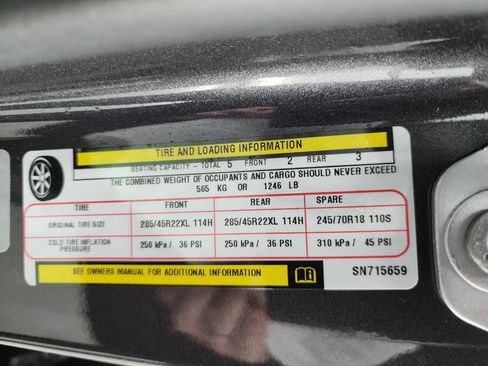 TIRE AND LOADING INFORMATION
SEATING CAPACITY - TOTAL 5 FRONT 2 REAR 3
THE COMBINED WEIGHT OF OCCUPANTS AND CARGO SHOULD NEVER EXCEED
565 KG OR 1246 LB
TIRE FRONT REAR SPARE
ORIGINAL TIRE SIZE 285/45R22XL 114H 285/45R22XL 114H 245/70R18 110S
COLD TIRE INFLATION
PRESSURE 250 kPa / 36 PSI 250 kPa / 36 PSI 310 kPa / 45 PSI
SEE OWNERS MANUAL FOR ADDITIONAL INFORMATION
SN715659